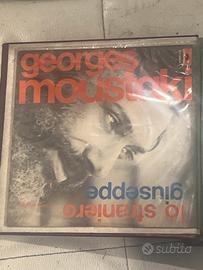 georges
moustaki
lo straniero
giuseppe
subito